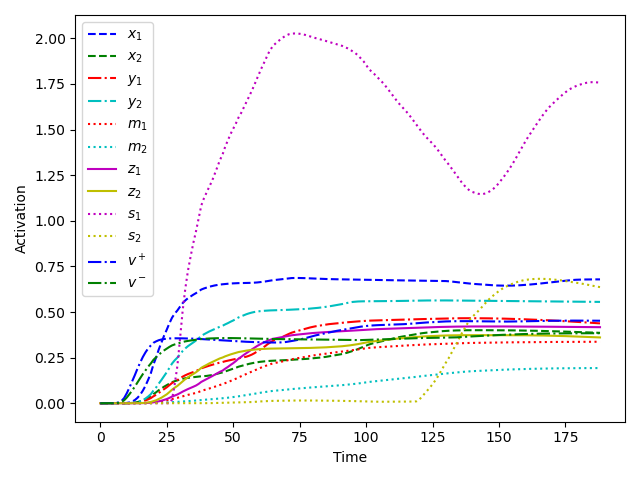 2.00
1.75
1.50
1.25
1.00
0.75
0.50
0.25
0.00
Activation
x₁
x₂
y₁
y₂
m₁
m₂
z₁
z₂
s₁
s₂
v⁺
v⁻
0 25 50 75 100 125 150 175
Time